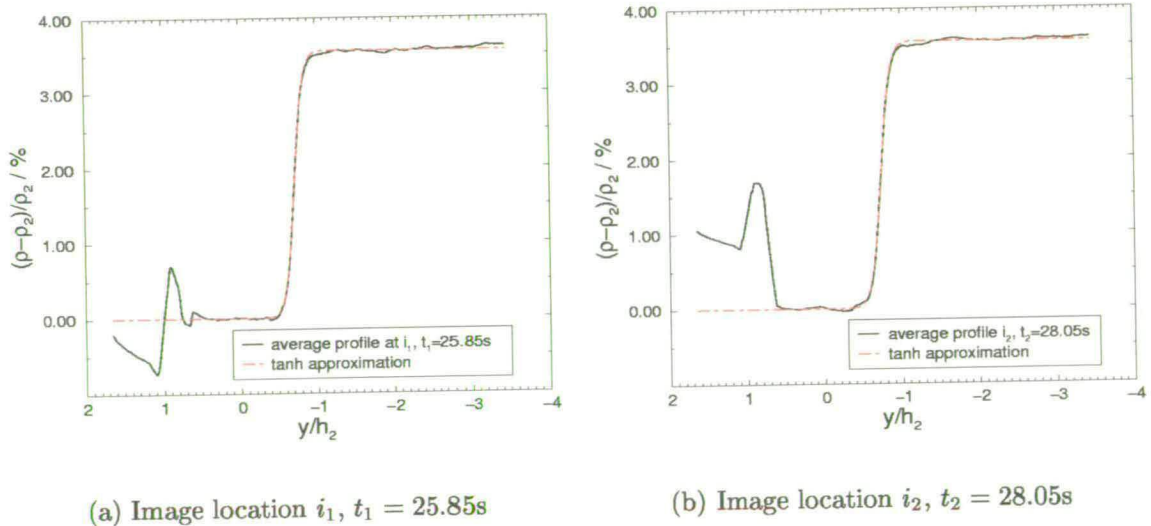 4.00
3.00
2.00
1.00
0.00
(ρ−ρ₂)/ρ₂ / %
average profile at i₁, t₁=25.85s
tanh approximation
2 1 0 −1 −2 −3 −4
y/h₂
(a) Image location i₁, t₁ = 25.85s
4.00
3.00
2.00
1.00
0.00
(ρ−ρ₂)/ρ₂ / %
average profile i₂, t₂=28.05s
tanh approximation
2 1 0 −1 −2 −3 −4
y/h₂
(b) Image location i₂, t₂ = 28.05s